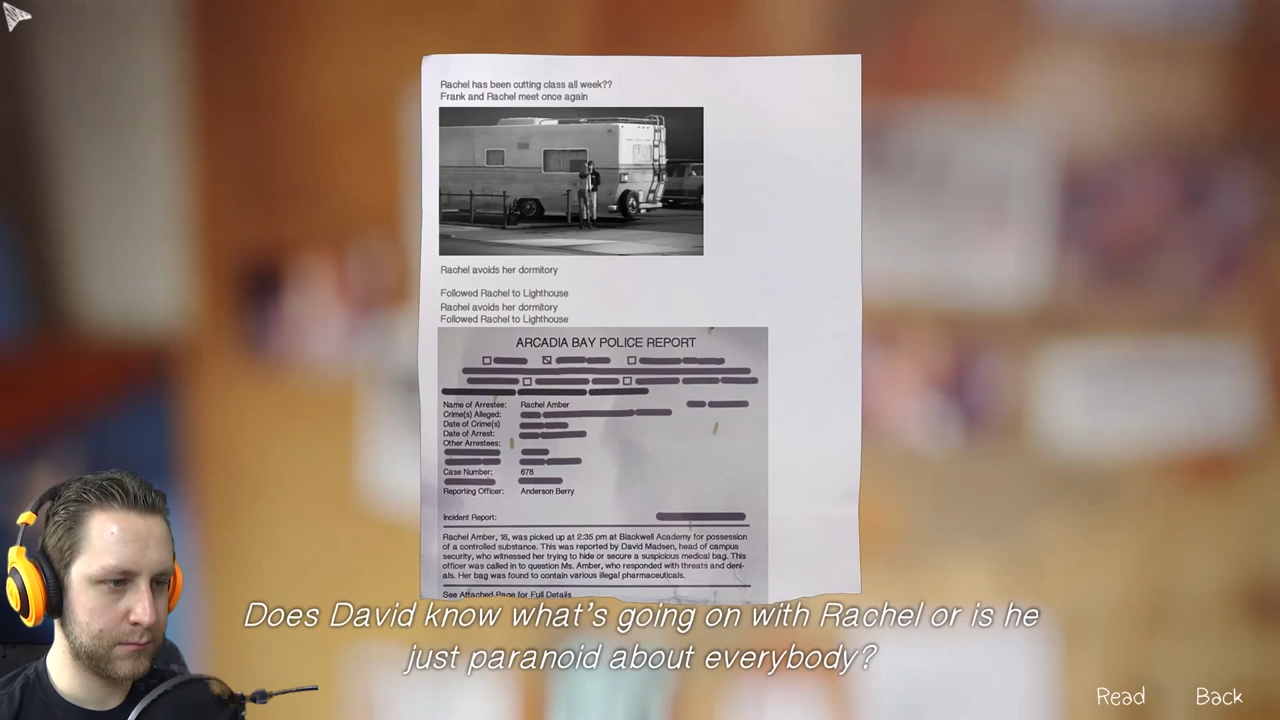 Rachel has been cutting class all week??
Frank and Rachel meet once again
Rachel avoids her dormitory
Followed Rachel to Lighthouse
Rachel avoids her dormitory
Followed Rachel to Lighthouse
ARCADIA BAY POLICE REPORT
Name of Arrestee: Rachel Amber
Crime(s) Alleged:
Date of Crime(s)
Date of Arrest:
Other Arrestees:
Case Number: 678
Reporting Officer: Anderson Berry
Incident Report:
Rachel Amber, 18, was picked up at 2:35 pm at Blackwell Academy for possession
of a controlled substance. This was reported by David Madsen, head of campus
security, who witnessed her trying to hide or secure a suspicious medical bag. This
officer was called in to question Ms. Amber, who responded with threats and deni-
als. Her bag was found to contain various illegal pharmaceuticals.
See Attached Page for Full Details
Does David know what's going on with Rachel or is he
just paranoid about everybody?
Read Back